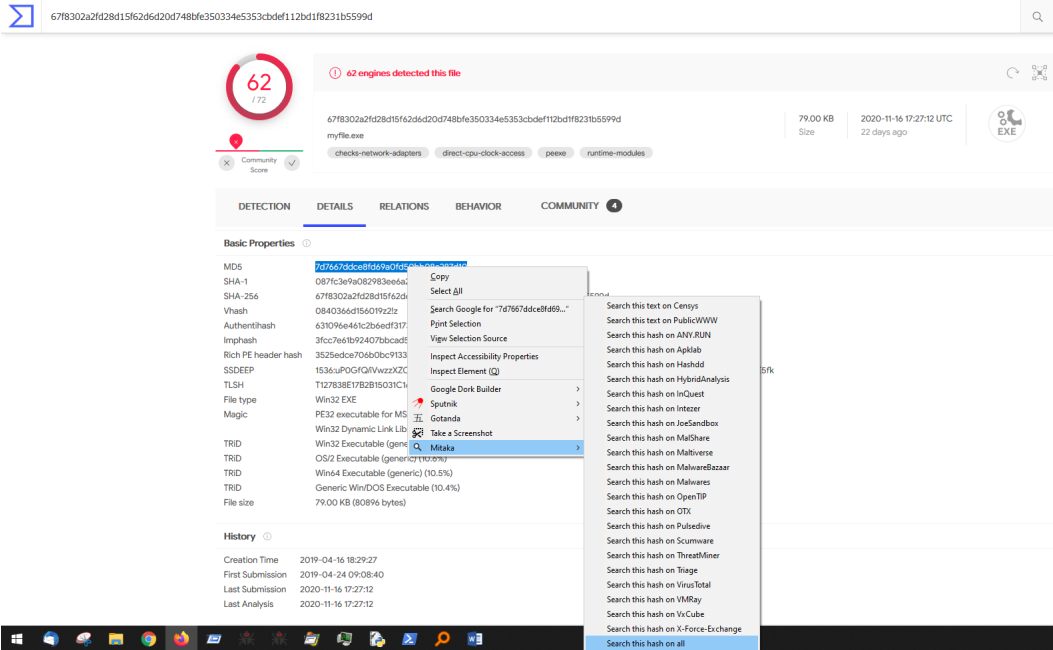 67f8302a2fd28d15f62d6d20d748bfe350334e5353cbdef112bd1f8231b5599d
62
/ 72
62 engines detected this file
67f8302a2fd28d15f62d6d20d748bfe350334e5353cbdef112bd1f8231b5599d
myfile.exe
79.00 KB
Size
2020-11-16 17:27:12 UTC
22 days ago
EXE
checks-network-adapters direct-cpu-clock-access peexe runtime-modules
Community
Score
DETECTION DETAILS RELATIONS BEHAVIOR COMMUNITY 4
Basic Properties
MD5
SHA-1 087fc3e9a082983ee6a
SHA-256 67f8302a2fd28d15f62d
Vhash 0840366d156019z2!z
Authentihash 631096e461c2b6edf317
Imphash 3fcc7e61b92407bbcad
Rich PE header hash 3525edce706b0bc9133
SSDEEP
TLSH
File type Win32 EXE
Magic PE32 executable for MS
Win32 Dynamic Link Lib
TRiD Win32 Executable (gene
TRiD OS/2 Executable (generic) (10.6%)
TRiD Win64 Executable (generic) (10.5%)
TRiD Generic Win/DOS Executable (10.4%)
File size 79.00 KB (80896 bytes)
History
Creation Time 2019-04-16 18:29:27
First Submission 2019-04-24 09:08:40
Last Submission 2020-11-16 17:27:12
Last Analysis 2020-11-16 17:27:12
Copy
Select All
Search Google for "7d7667ddce8fd69..."
Print Selection
View Selection Source
Inspect Accessibility Properties
Inspect Element (Q)
Google Dork Builder
Sputnik
五 Gotanda
Take a Screenshot
Mitaka
Search this text on Censys
Search this text on PublicWWW
Search this hash on ANY.RUN
Search this hash on Apklab
Search this hash on Hashdd
Search this hash on HybridAnalysis
Search this hash on InQuest
Search this hash on Intezer
Search this hash on JoeSandbox
Search this hash on MalShare
Search this hash on Maltiverse
Search this hash on MalwareBazaar
Search this hash on Malwares
Search this hash on OpenTIP
Search this hash on OTX
Search this hash on Pulsedive
Search this hash on Scumware
Search this hash on ThreatMiner
Search this hash on Triage
Search this hash on VirusTotal
Search this hash on VMRay
Search this hash on VxCube
Search this hash on X-Force-Exchange
Search this hash on all